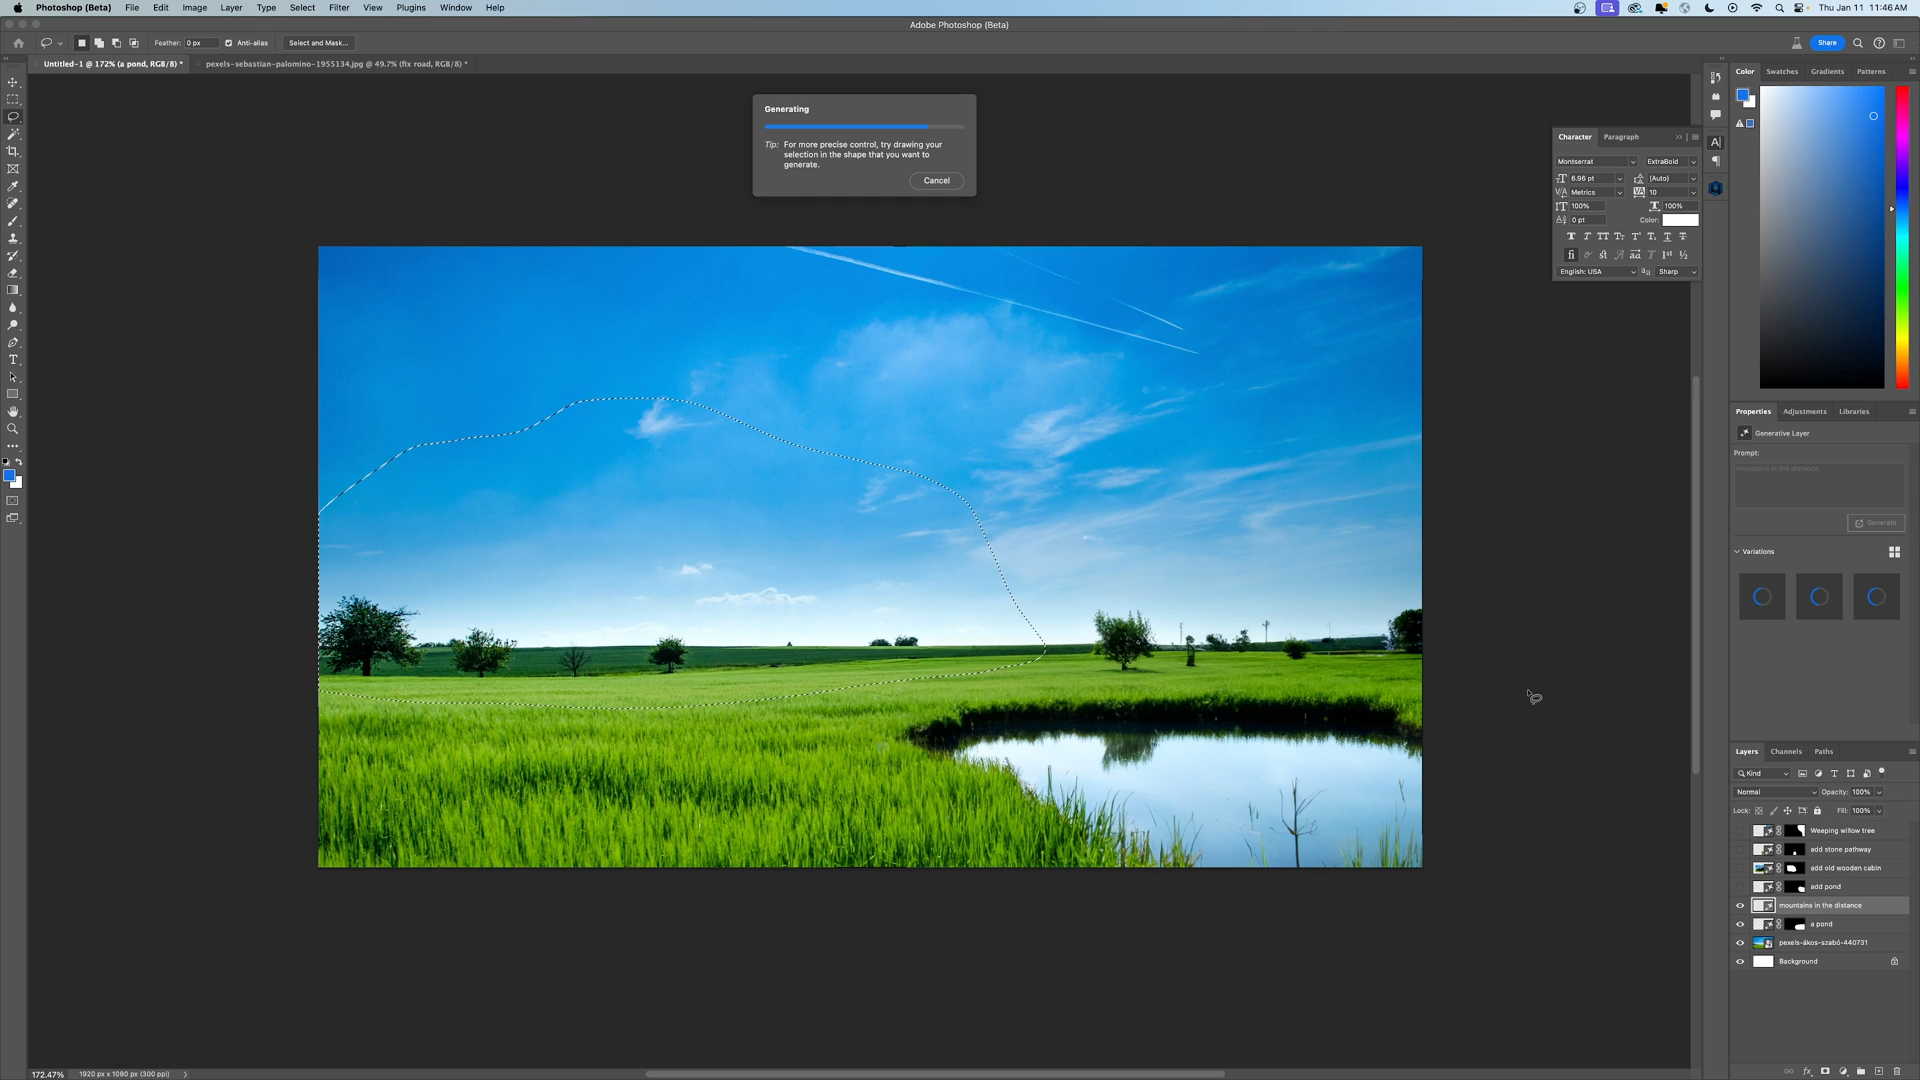 Photoshop (Beta) File Edit Image Layer Type Select Filter View Plugins Window Help Thu Jan 11 11:46 AM
Adobe Photoshop (Beta)
Feather: 0 px Anti-alias Select and Mask... Share
Untitled-1 @ 172% (a pond, RGB/8) * pexels-sebastian-palomino-1955134.jpg @ 49.7% (fix road, RGB/8) *
Generating
Tip: For more precise control, try drawing your
selection in the shape that you want to
generate.
Cancel
Character Paragraph
Montserrat ExtraBold
6.96 pt (Auto)
Metrics 10
100% 100%
0 pt Color:
English: USA Sharp
Color Swatches Gradients Patterns
Properties Adjustments Libraries
Generative Layer
Prompt:
mountains in the distance
Generate
Variations
Layers Channels Paths
Kind
Normal Opacity: 100%
Lock: Fill: 100%
Weeping willow tree
add stone pathway
add old wooden cabin
add pond
mountains in the distance
a pond
pexels-ákos-szabó-440731
Background
172.47% 1920 px x 1080 px (300 ppi)